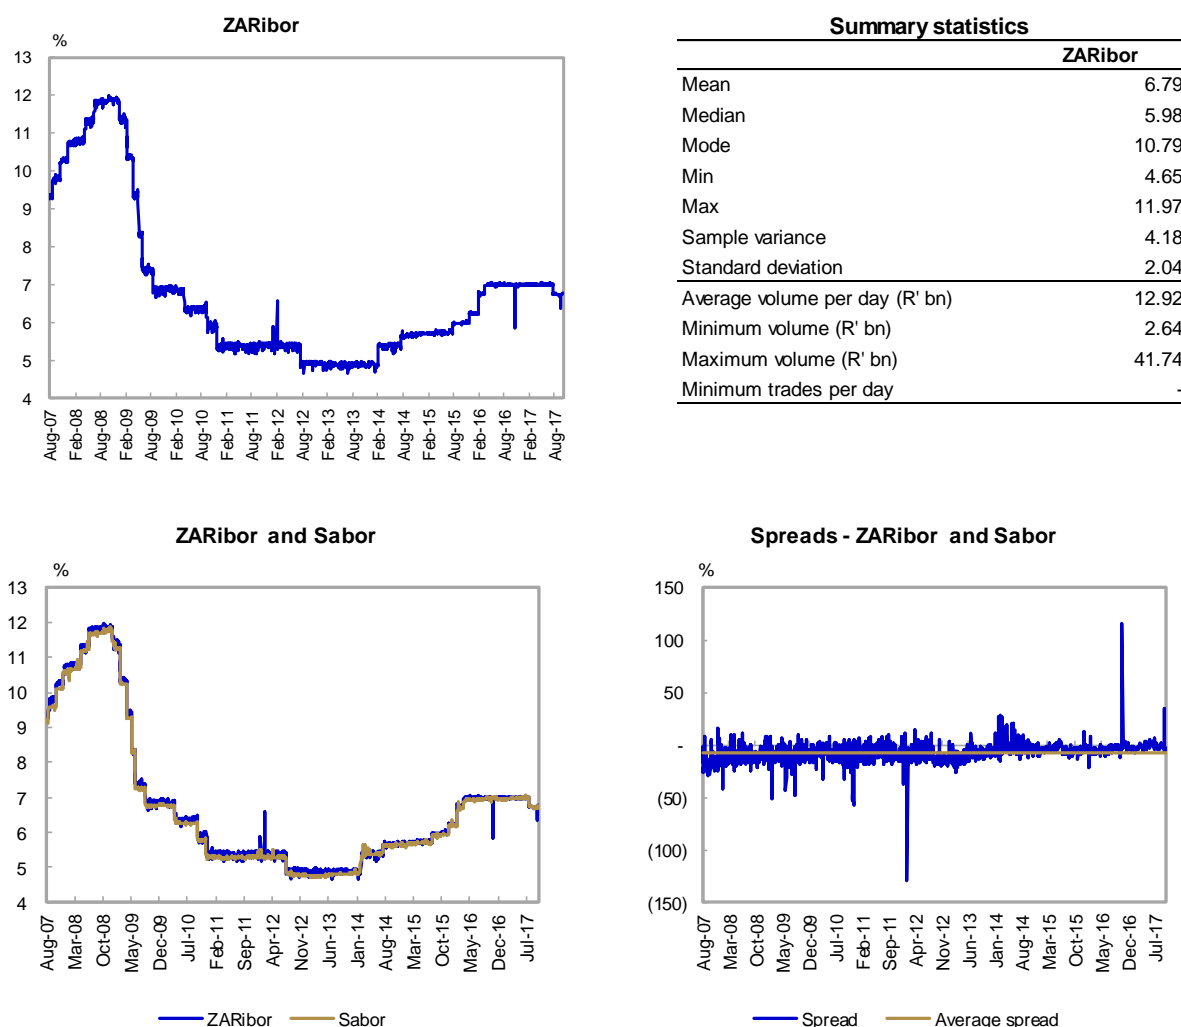 ZARibor
%
13
12
11
10
9
8
7
6
5
4
Aug-07
Feb-08
Aug-08
Feb-09
Aug-09
Feb-10
Aug-10
Feb-11
Aug-11
Feb-12
Aug-12
Feb-13
Aug-13
Feb-14
Aug-14
Feb-15
Aug-15
Feb-16
Aug-16
Feb-17
Aug-17
Summary statistics
ZARibor
Mean 6.79
Median 5.98
Mode 10.79
Min 4.65
Max 11.97
Sample variance 4.18
Standard deviation 2.04
Average volume per day (R' bn) 12.92
Minimum volume (R' bn) 2.64
Maximum volume (R' bn) 41.74
Minimum trades per day -
ZARibor and Sabor
%
13
12
11
10
9
8
7
6
5
4
Aug-07
Mar-08
Oct-08
May-09
Dec-09
Jul-10
Feb-11
Sep-11
Apr-12
Nov-12
Jun-13
Jan-14
Aug-14
Mar-15
Oct-15
May-16
Dec-16
Jul-17
ZARibor Sabor
Spreads - ZARibor and Sabor
%
150
100
50
-
(50)
(100)
(150)
Aug-07
Mar-08
Oct-08
May-09
Dec-09
Jul-10
Feb-11
Sep-11
Apr-12
Nov-12
Jun-13
Jan-14
Aug-14
Mar-15
Oct-15
May-16
Dec-16
Jul-17
Spread Average spread